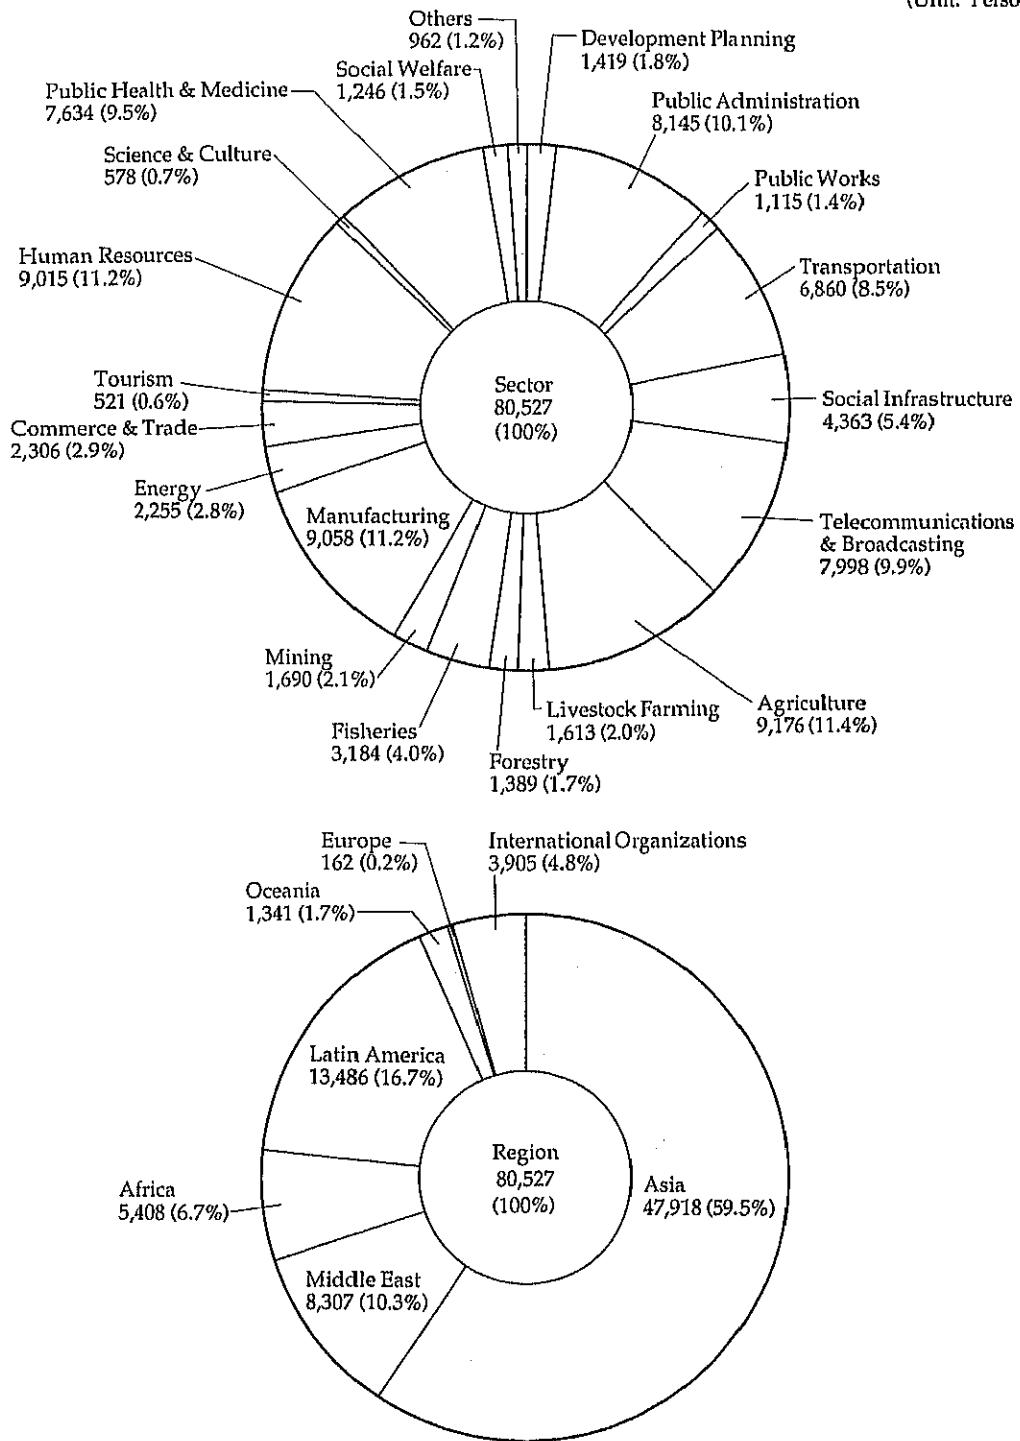 (Unit: Perso
Others
962 (1.2%)
Development Planning
1,419 (1.8%)
Social Welfare
1,246 (1.5%)
Public Health & Medicine
7,634 (9.5%)
Public Administration
8,145 (10.1%)
Science & Culture
578 (0.7%)
Public Works
1,115 (1.4%)
Human Resources
9,015 (11.2%)
Transportation
6,860 (8.5%)
Tourism
521 (0.6%)
Sector
80,527
(100%)
Social Infrastructure
4,363 (5.4%)
Commerce & Trade
2,306 (2.9%)
Energy
2,255 (2.8%)
Manufacturing
9,058 (11.2%)
Telecommunications
& Broadcasting
7,998 (9.9%)
Mining
1,690 (2.1%)
Fisheries
3,184 (4.0%)
Forestry
1,389 (1.7%)
Livestock Farming
1,613 (2.0%)
Agriculture
9,176 (11.4%)
Europe
162 (0.2%)
International Organizations
3,905 (4.8%)
Oceania
1,341 (1.7%)
Latin America
13,486 (16.7%)
Region
80,527
(100%)
Asia
47,918 (59.5%)
Africa
5,408 (6.7%)
Middle East
8,307 (10.3%)